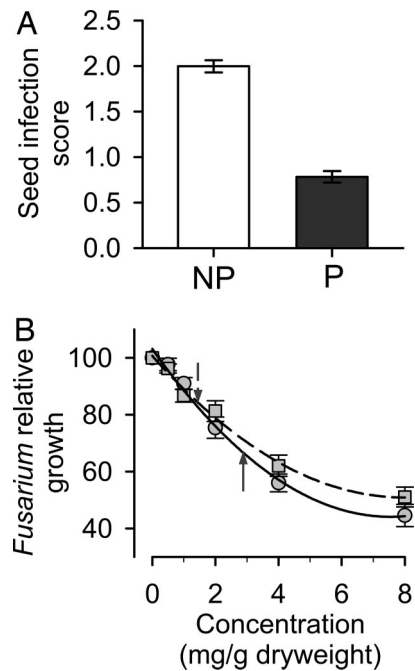 A
Seed infection
score
2.5
2.0
1.5
1.0
0.5
0.0
NP P
B
Fusarium relative
growth
100
80
60
40
0 2 4 6 8
Concentration
(mg/g dryweight)